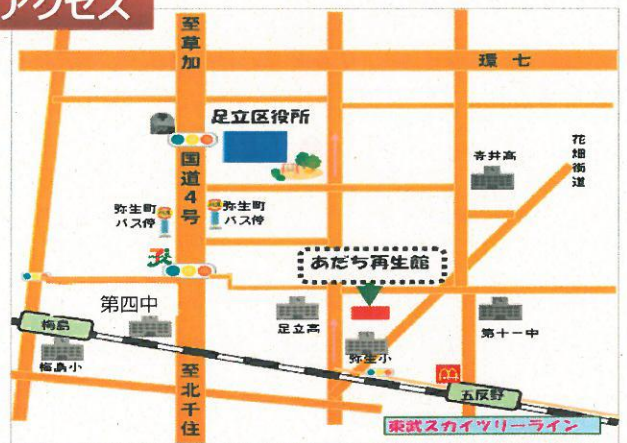 アクセス
至草加
環七
足立区役所
花畑街道
青井高
国道4号
弥生町
バス停
弥生町
バス停
あだち再生館
第四中
足立高
第十一中
梅島
弥生小
梅島小
至北千住
五反野
東武スカイツリーライン